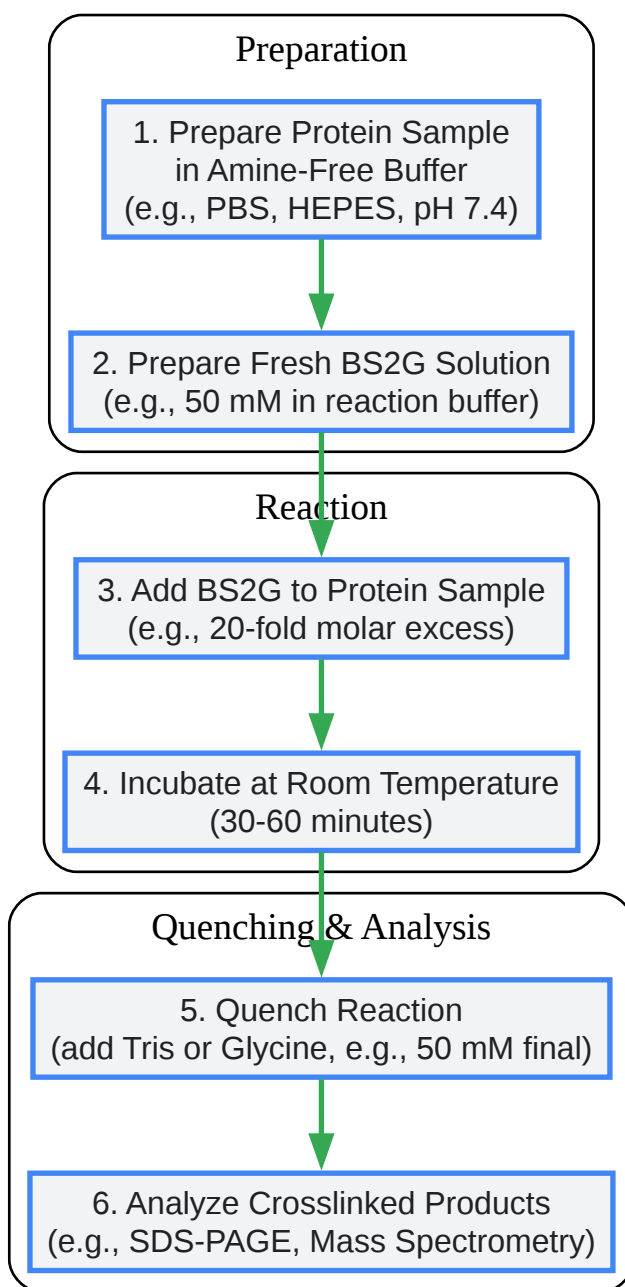 Preparation
1. Prepare Protein Sample
in Amine-Free Buffer
(e.g., PBS, HEPES, pH 7.4)
2. Prepare Fresh BS2G Solution
(e.g., 50 mM in reaction buffer)
Reaction
3. Add BS2G to Protein Sample
(e.g., 20-fold molar excess)
4. Incubate at Room Temperature
(30-60 minutes)
Quenching & Analysis
5. Quench Reaction
(add Tris or Glycine, e.g., 50 mM final)
6. Analyze Crosslinked Products
(e.g., SDS-PAGE, Mass Spectrometry)